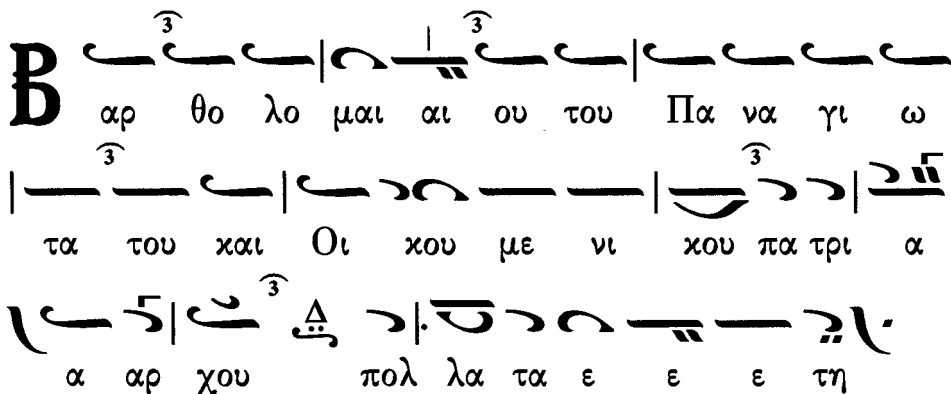 Βαρ θο λο μαι αι ου του Πα να γι ω
τα του και Οι κου με νι κου πα τρι α
α αρ χου πολ λα τα ε ε ε τη